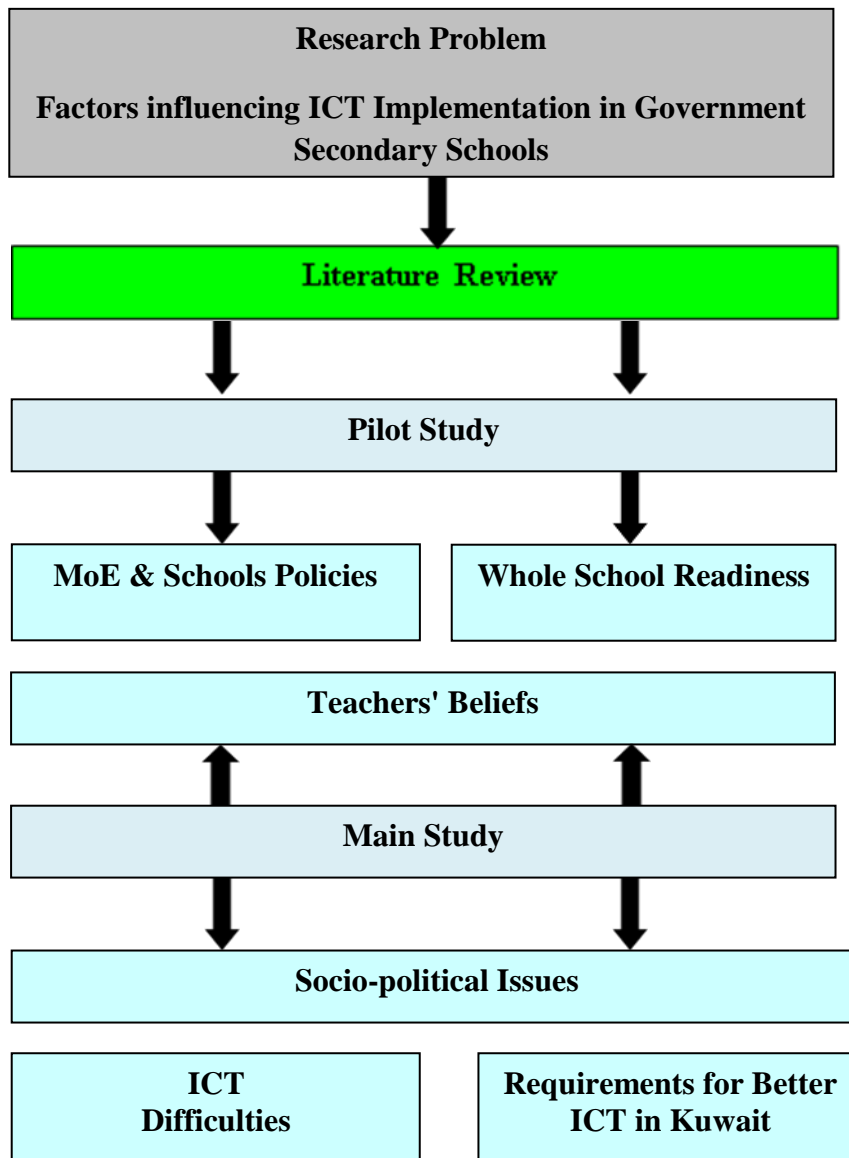 Research Problem
Factors influencing ICT Implementation in Government
Secondary Schools
Literature Review
Pilot Study
MoE & Schools Policies
Whole School Readiness
Teachers' Beliefs
Main Study
Socio-political Issues
ICT
Difficulties
Requirements for Better
ICT in Kuwait